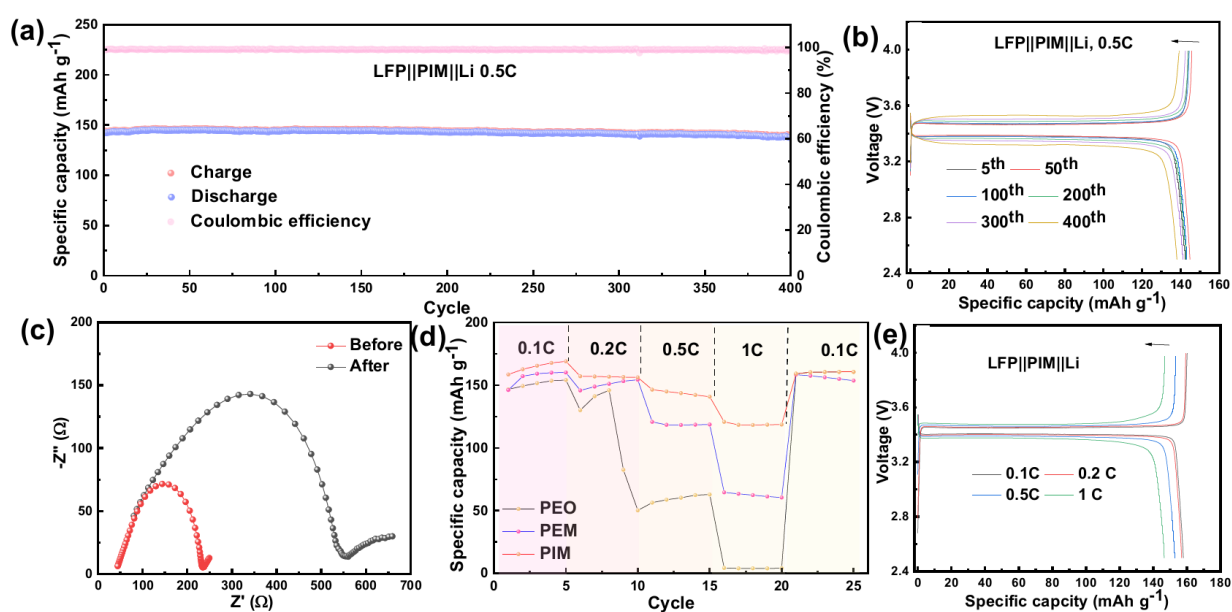 (a)
250
225
200
175
150
125
100
75
50
25
0
Specific capacity (mAh g⁻¹)
LFP||PIM||Li 0.5C
Charge
Discharge
Coulombic efficiency
100
80
60
40
20
0
Coulombic efficiency (%)
0 50 100 150 200 250 300 350 400
Cycle
(b)
LFP||PIM||Li, 0.5C
4.0
3.6
3.2
2.8
2.4
Voltage (V)
5th 50th
100th 200th
300th 400th
0 20 40 60 80 100 120 140 160
Specific capcity (mAh g⁻¹)
(c)
200
150
100
50
0
-Z'' (Ω)
Before
After
0 100 200 300 400 500 600 700
Z' (Ω)
(d)
200
150
100
50
0
Specific capacity (mAh g⁻¹)
0.1C 0.2C 0.5C 1C 0.1C
PEO
PEM
PIM
0 5 10 15 20 25
Cycle
(e)
LFP||PIM||Li
4.0
3.6
3.2
2.8
2.4
Voltage (V)
0.1C 0.2 C
0.5C 1 C
0 20 40 60 80 100 120 140 160 180
Specific capacity (mAh g⁻¹)